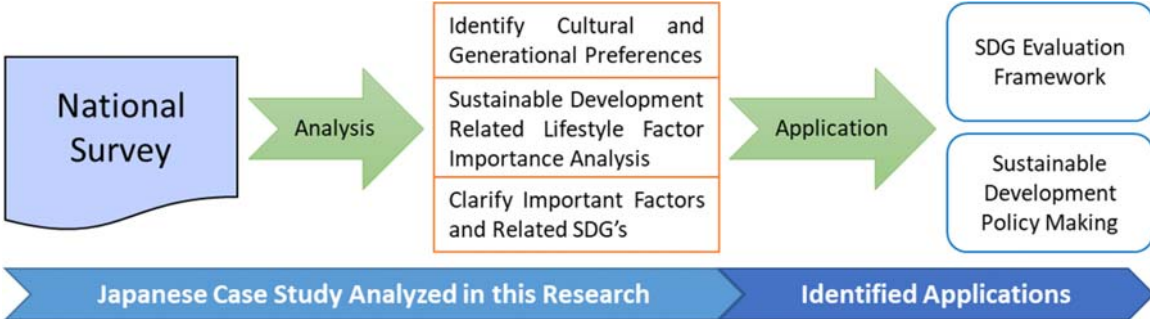 National
Survey
Analysis
Identify Cultural and
Generational Preferences
Sustainable Development
Related Lifestyle Factor
Importance Analysis
Clarify Important Factors
and Related SDG's
Application
SDG Evaluation
Framework
Sustainable
Development
Policy Making
Japanese Case Study Analyzed in this Research
Identified Applications